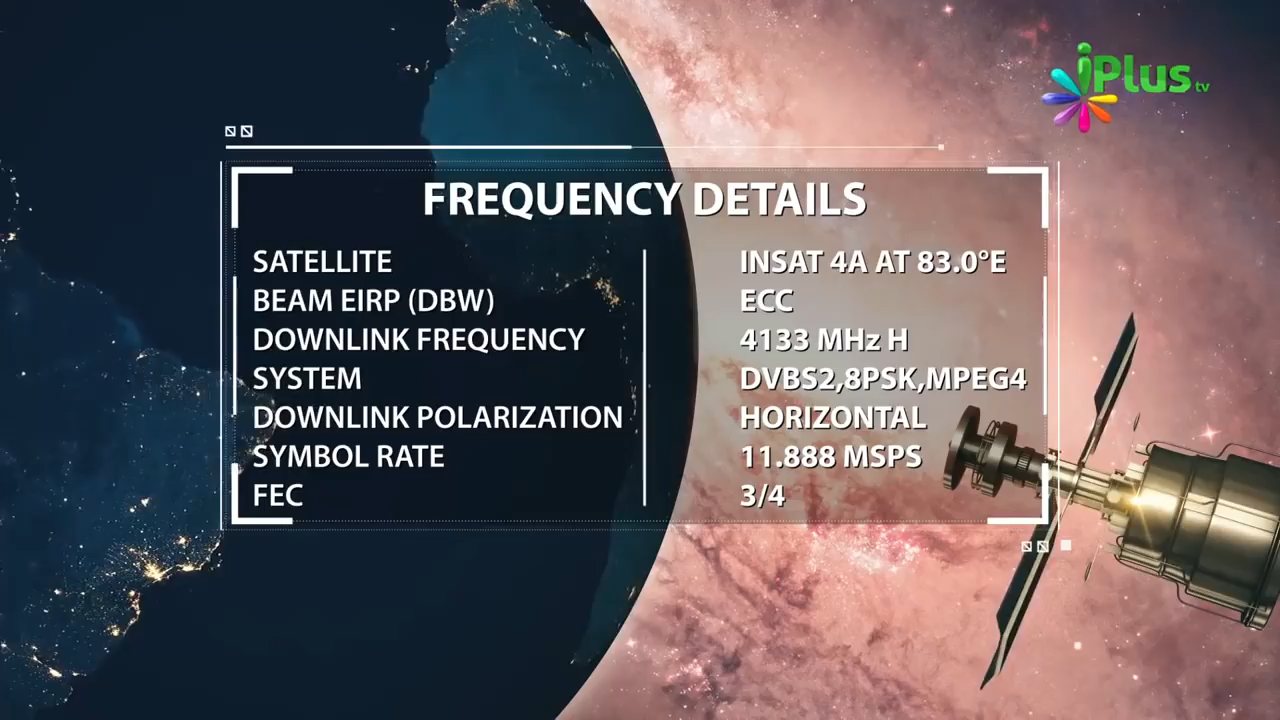 iPlus tv
FREQUENCY DETAILS
SATELLITE INSAT 4A AT 83.0°E
BEAM EIRP (DBW) ECC
DOWNLINK FREQUENCY 4133 MHz H
SYSTEM DVBS2,8PSK,MPEG4
DOWNLINK POLARIZATION HORIZONTAL
SYMBOL RATE 11.888 MSPS
FEC 3/4